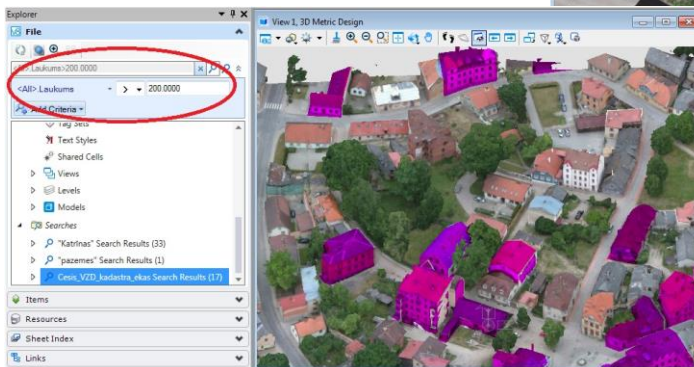 Explorer
View 1, 3D Metric Design
File
<All>.Laukums>200.0000
<All>.Laukums > 200.0000
Add Criteria
Tag Sets
Text Styles
Shared Cells
Views
Levels
Models
Searches
"Katrīnas" Search Results (33)
"pazemes" Search Results (1)
Cesis_VZD_kadastra_ekas Search Results (17)
Items
Resources
Sheet Index
Links